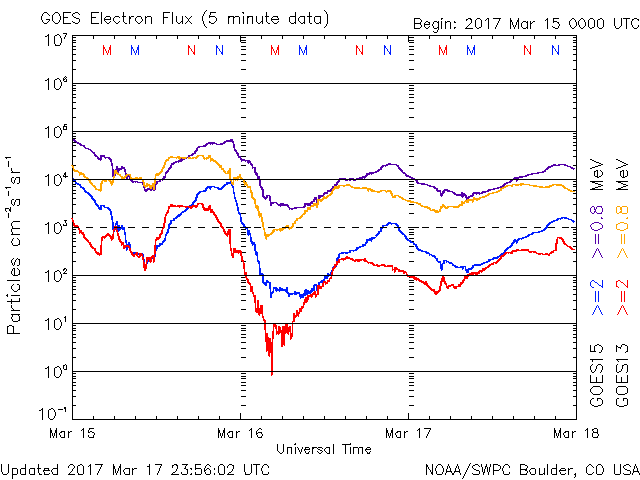 GOES Electron Flux (5 minute data)
Begin: 2017 Mar 15 0000 UTC
M M N N M M N N M M N N
10⁷
10⁶
10⁵
10⁴
10³
10²
10¹
10⁰
10⁻¹
Particles cm⁻²s⁻¹sr⁻¹
Mar 15 Mar 16 Mar 17 Mar 18
Universal Time
GOES15 >=2 >=0.8 MeV
GOES13 >=2 >=0.8 MeV
Updated 2017 Mar 17 23:56:02 UTC
NOAA/SWPC Boulder, CO USA